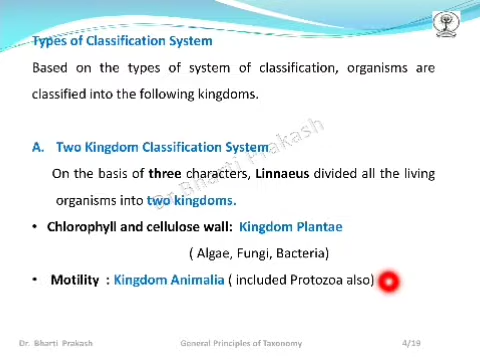 Types of Classification System
Based on the types of system of classification, organisms are
classified into the following kingdoms.
A. Two Kingdom Classification System
On the basis of three characters, Linnaeus divided all the living
organisms into two kingdoms.
• Chlorophyll and cellulose wall: Kingdom Plantae
( Algae, Fungi, Bacteria)
• Motility : Kingdom Animalia ( included Protozoa also)
Dr. Bharti Prakash
Dr. Bharti Prakash General Principles of Taxonomy 4/19